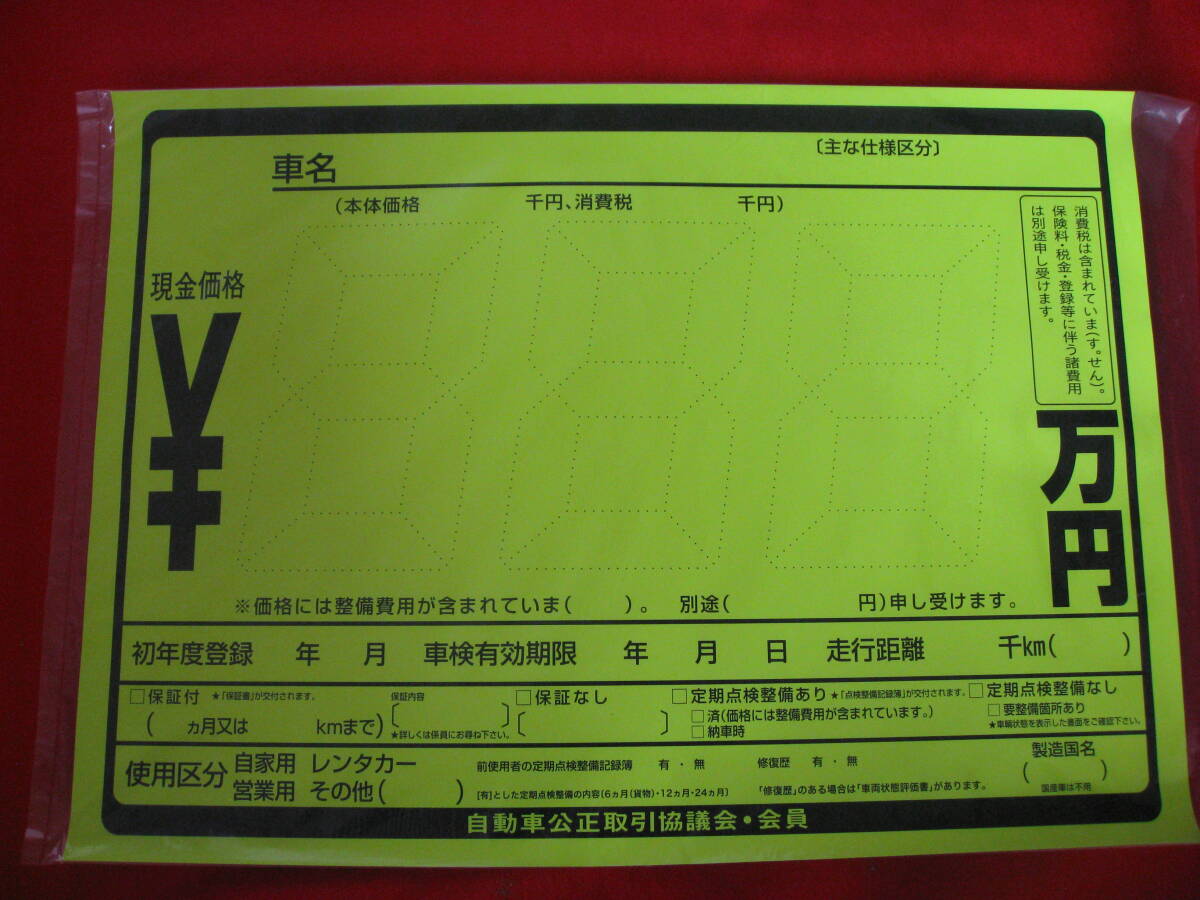 車名
〔主な仕様区分〕
(本体価格 千円、消費税 千円)
消費税は含まれていま(す。せん)。
保険料・税金・登録等に伴う諸費用
は別途申し受けます。
現金価格
¥
万円
※価格には整備費用が含まれていま( )。 別途( 円)申し受けます。
初年度登録 年 月 車検有効期限 年 月 日 走行距離 千km( )
□保証付 ★「保証書」が交付されます。
( ヵ月又は kmまで)
保証内容
〔 〕
★詳しくは係員にお尋ね下さい。
□保証なし
〔 〕
□定期点検整備あり ★「点検整備記録簿」が交付されます。
□済(価格には整備費用が含まれています。)
□納車時
□定期点検整備なし
□要整備箇所あり
★車輌状態を表示した書面をご確認下さい。
使用区分 自家用 レンタカー
営業用 その他( )
前使用者の定期点検整備記録簿 有・無 修復歴 有・無
[有]とした定期点検整備の内容(6ヵ月(貨物)・12ヵ月・24ヵ月) 「修復歴」のある場合は「車両状態評価書」があります。
製造国名
( )
国産車は不用
自動車公正取引協議会・会員